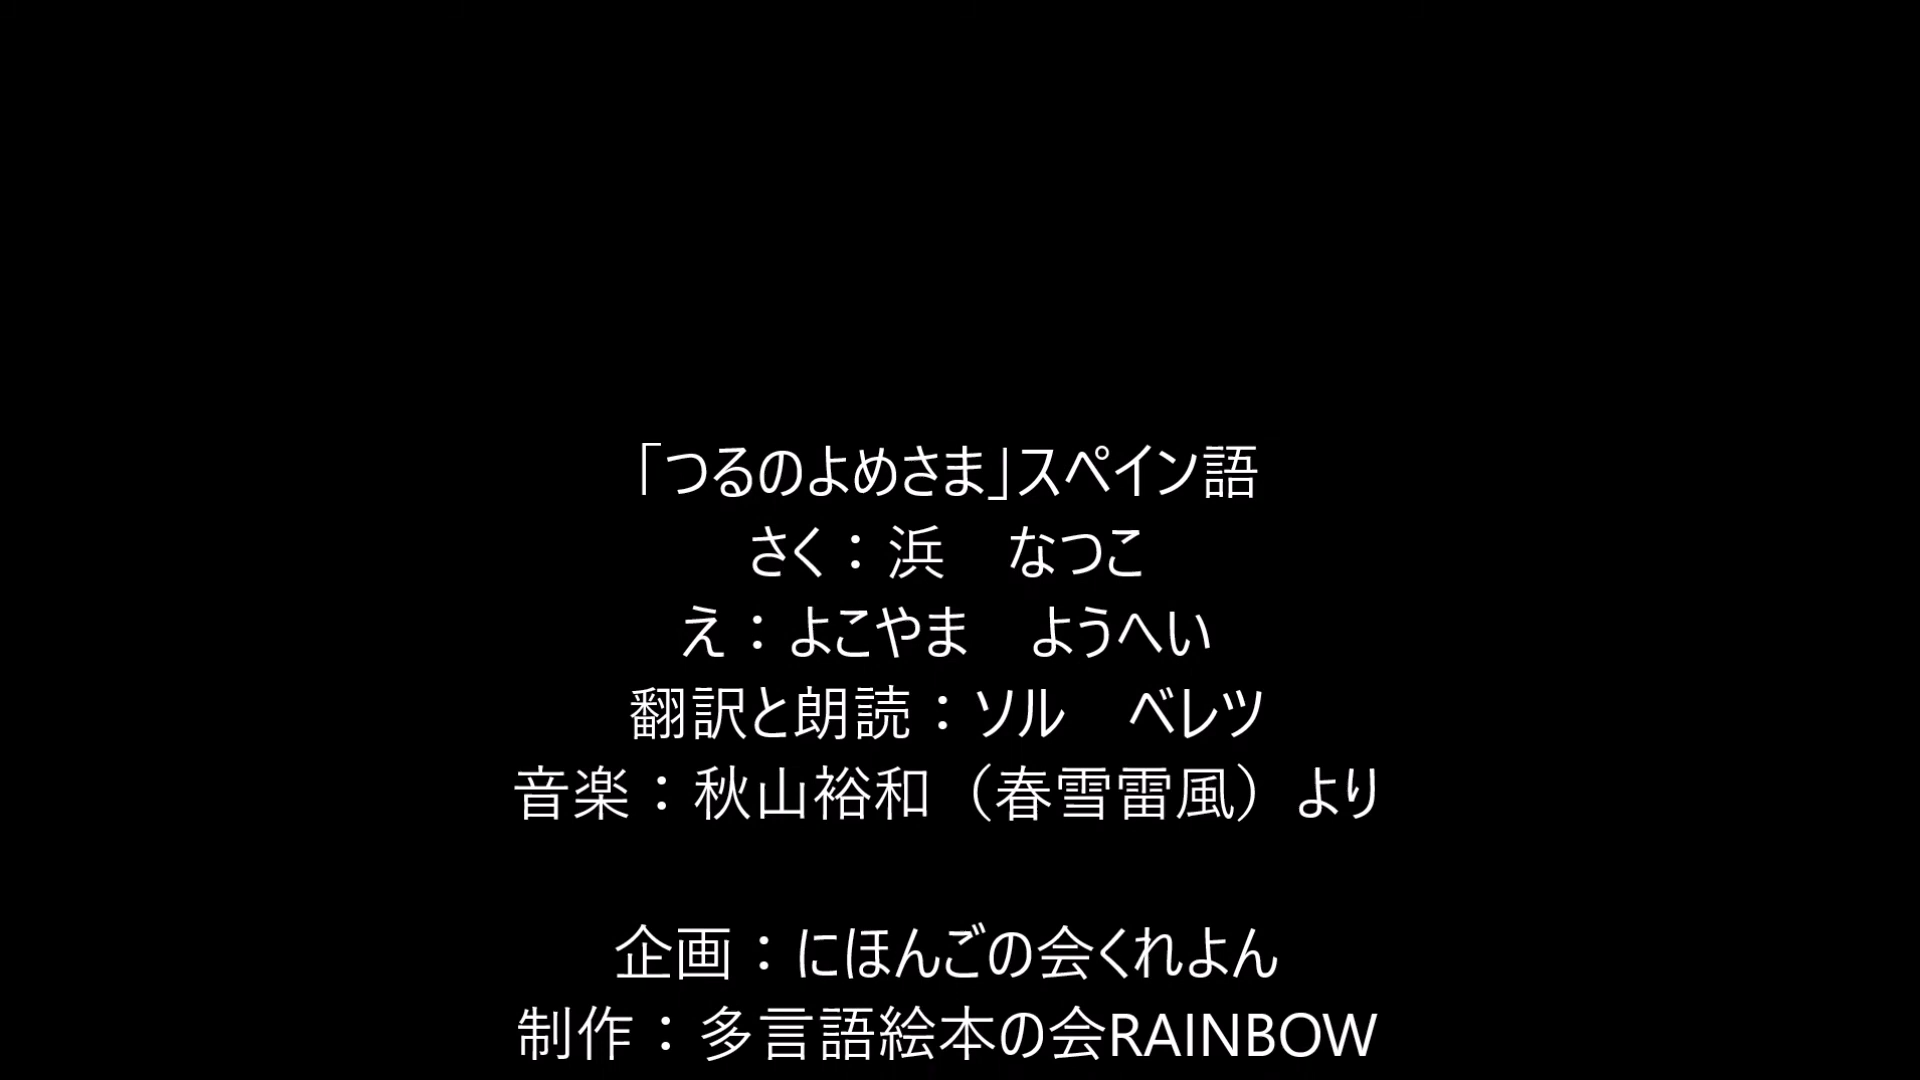 「つるのよめさま」スペイン語
さく：浜　なつこ
え：よこやま　ようへい
翻訳と朗読：ソル　ベレツ
音楽：秋山裕和（春雪雷風）より
企画：にほんごの会くれよん
制作：多言語絵本の会RAINBOW